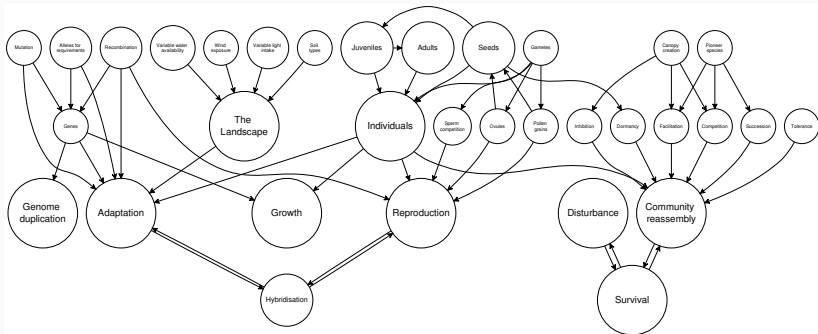 Mutation
Alleles for
requirements
Recombination
Variable water
availability
Wind
exposure
Variable light
intake
Soil
types
Juveniles
Adults
Seeds
Gametes
Canopy
creation
Pioneer
species
Genes
The
Landscape
Individuals
Sperm
competition
Ovules
Pollen
grains
Inhibition
Dormancy
Facilitation
Competition
Succession
Tolerance
Genome
duplication
Adaptation
Growth
Reproduction
Disturbance
Community
reassembly
Hybridisation
Survival